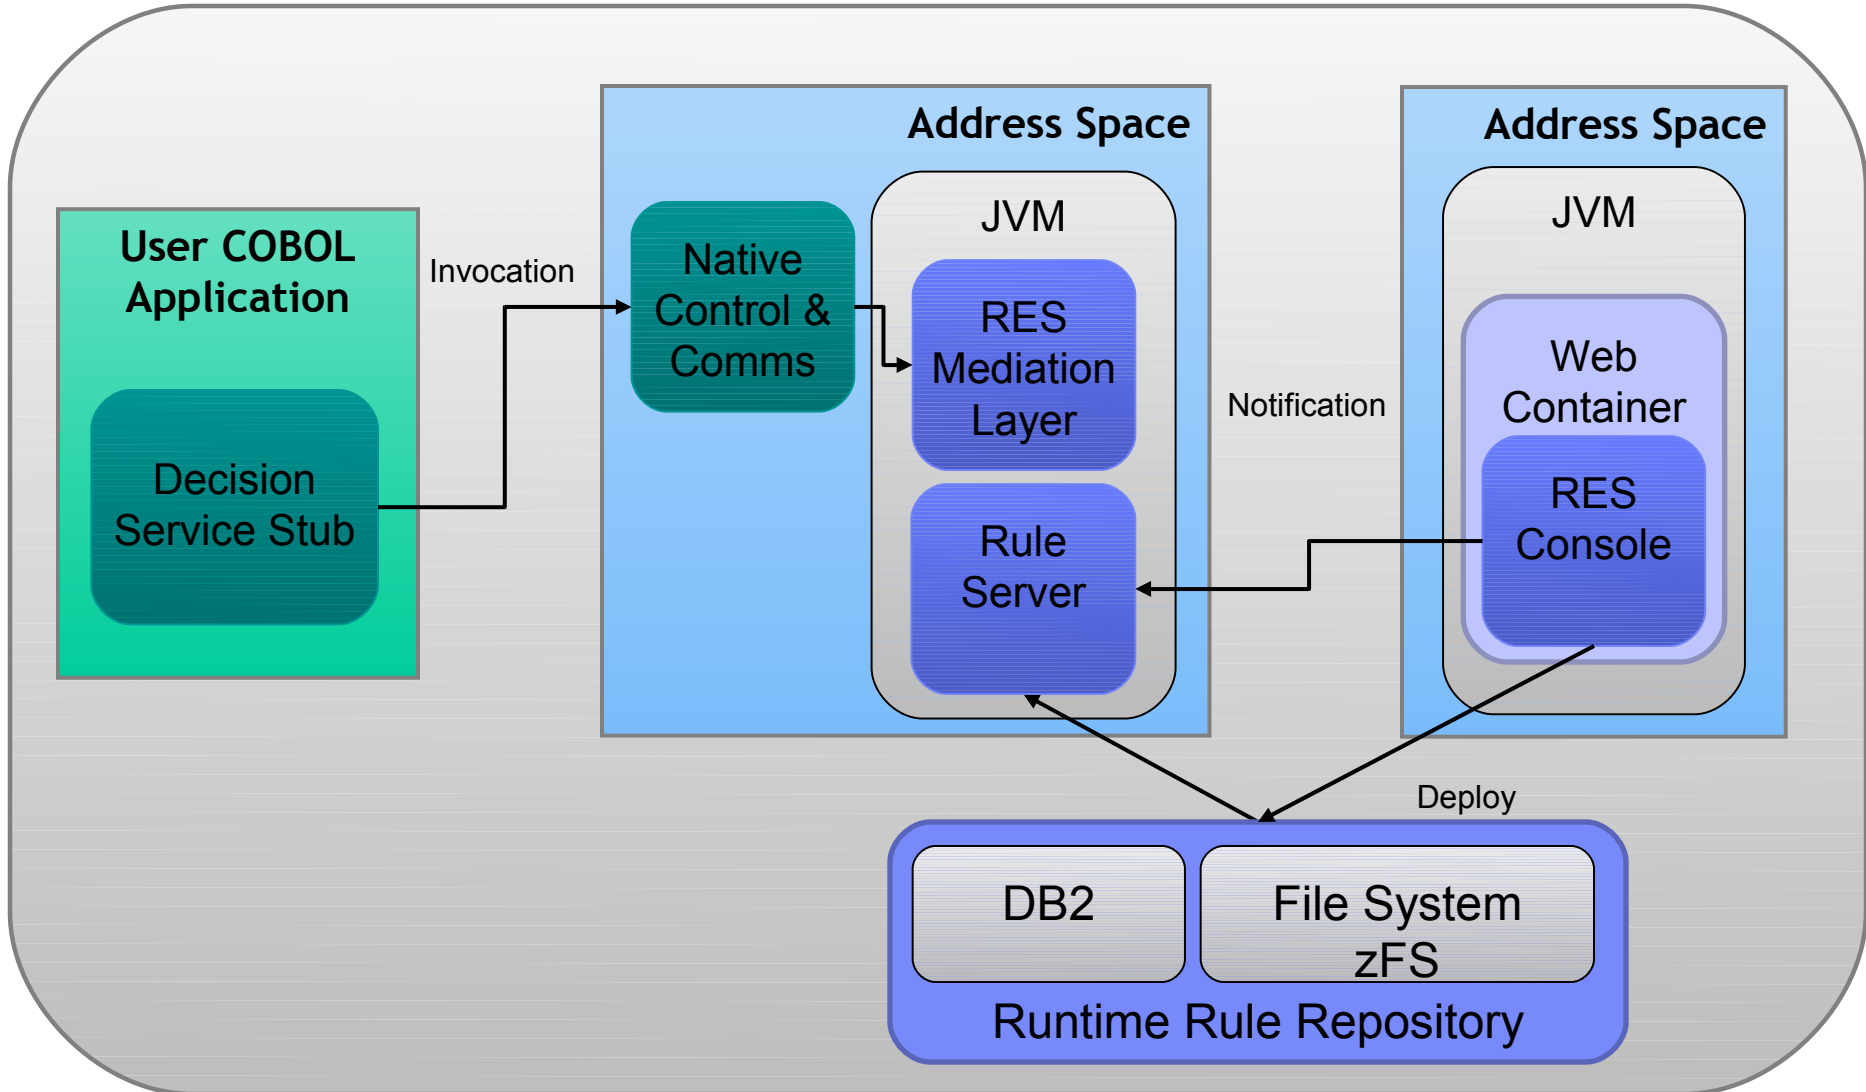 User COBOL
Application
Decision
Service Stub
Invocation
Address Space
Native
Control &
Comms
JVM
RES
Mediation
Layer
Rule
Server
Notification
Address Space
JVM
Web
Container
RES
Console
Deploy
DB2
File System
zFS
Runtime Rule Repository